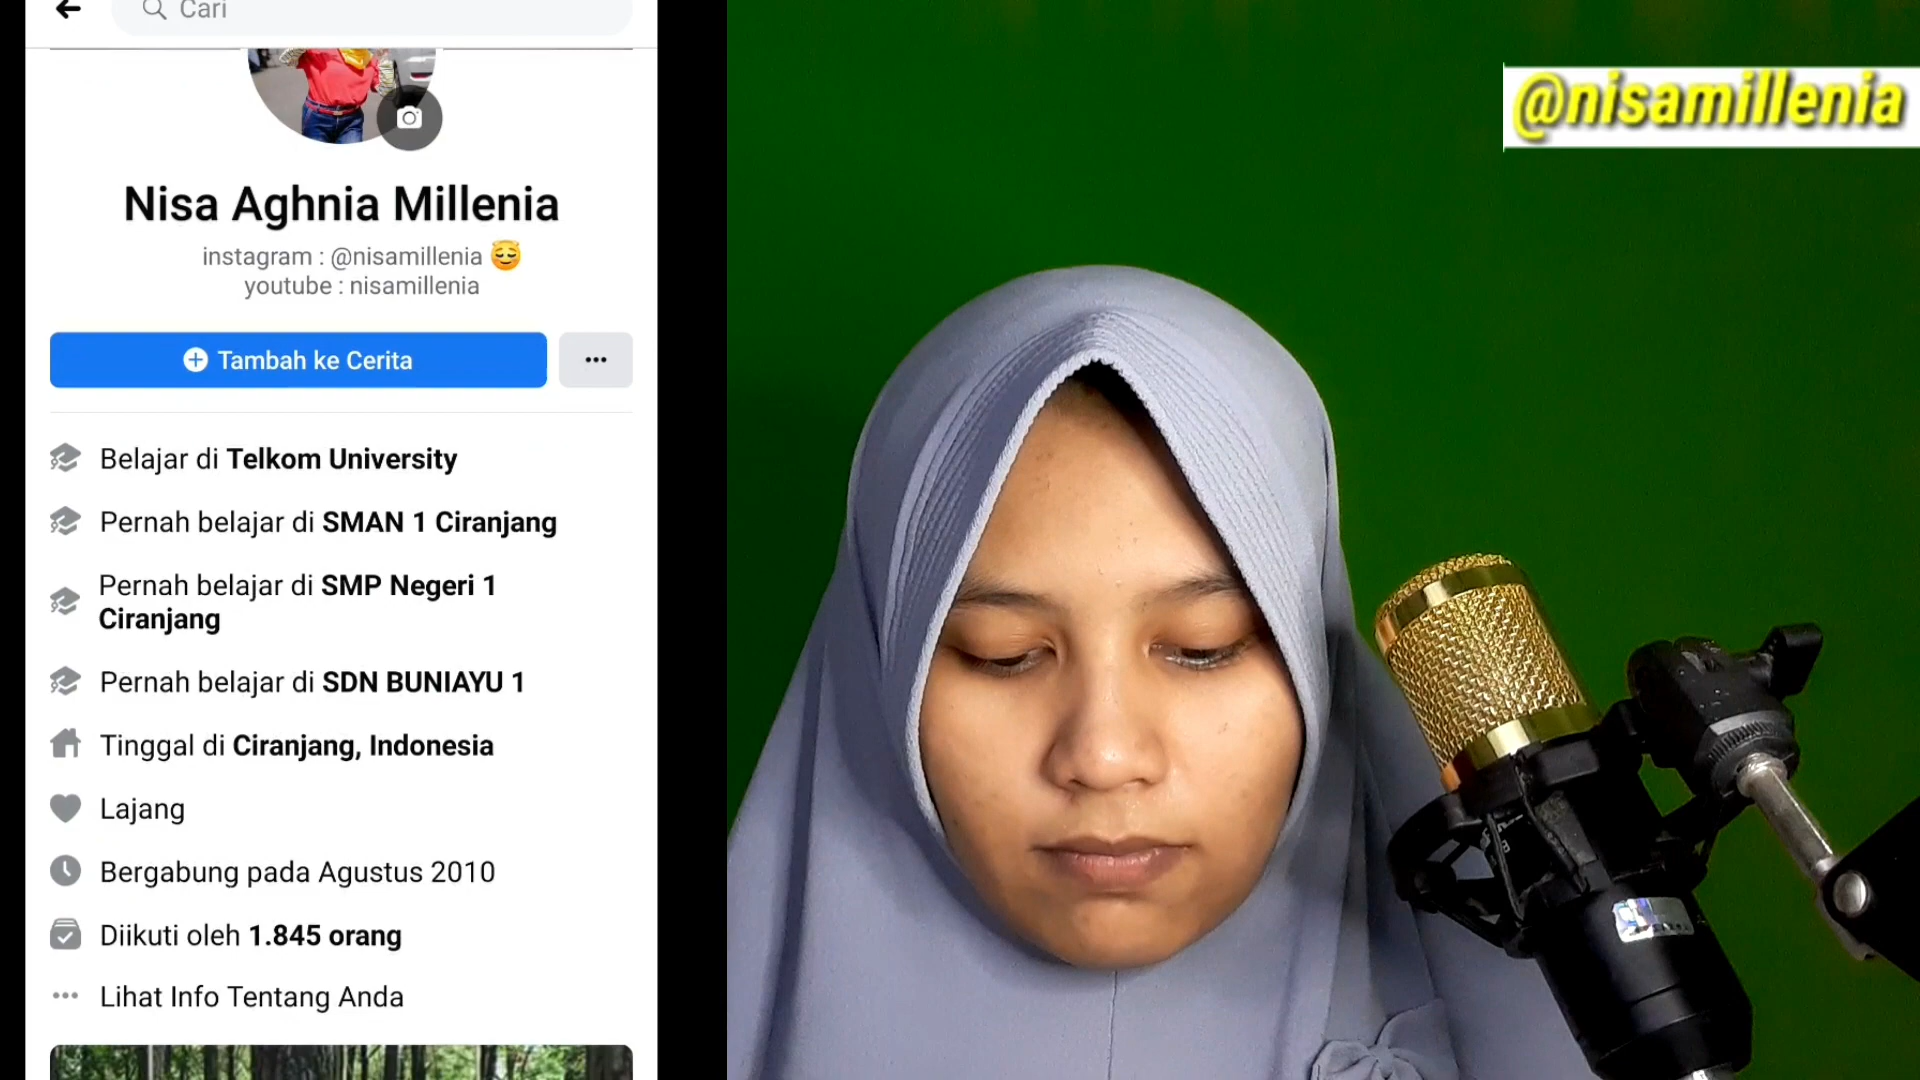 Cari
@nisamillenia
Nisa Aghnia Millenia
instagram : @nisamillenia 😇
youtube : nisamillenia
Tambah ke Cerita
Belajar di Telkom University
Pernah belajar di SMAN 1 Ciranjang
Pernah belajar di SMP Negeri 1
Ciranjang
Pernah belajar di SDN BUNIAYU 1
Tinggal di Ciranjang, Indonesia
Lajang
Bergabung pada Agustus 2010
Diikuti oleh 1.845 orang
Lihat Info Tentang Anda